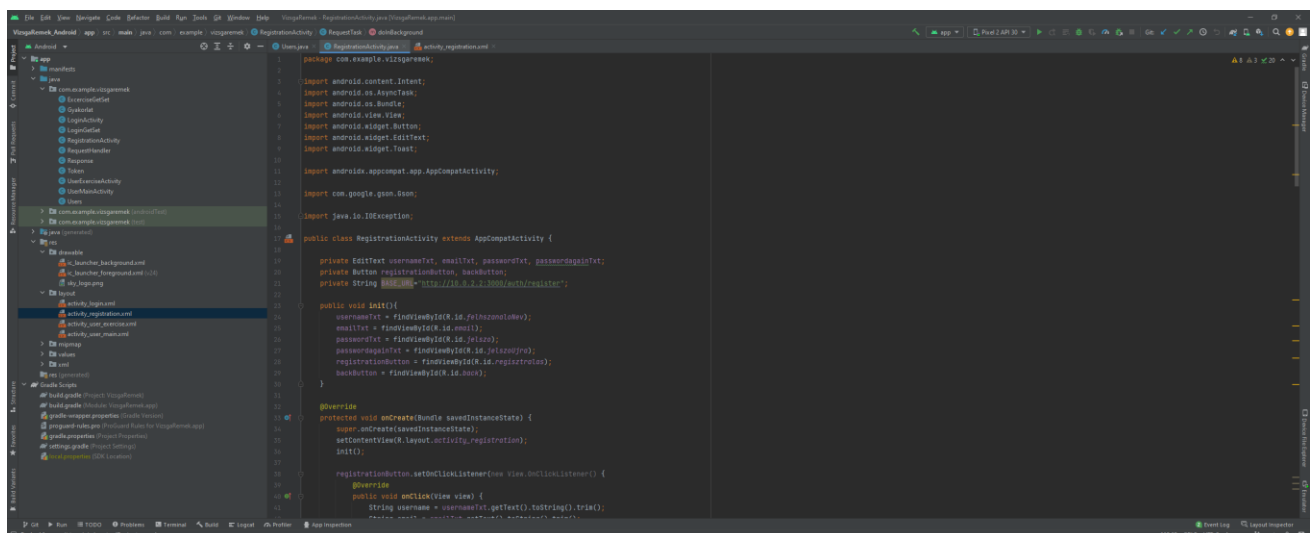 File Edit View Navigate Code Refactor Build Run Tools Git Window Help VizsgaRemek - RegistrationActivity.java [VizsgaRemek.app.main]
VizsgaRemek_Android app src main java com example vizsgaremek RegistrationActivity RequestTask doInBackground
app Pixel 2 API 30 Git:
Android
Users.java RegistrationActivity.java activity_registration.xml
app
manifests
java
com.example.vizsgaremek
ExcerciseGetSet
Gyakorlat
LoginActivity
LoginGetSet
RegistrationActivity
RequestHandler
Response
Token
UserExerciseActivity
UserMainActivity
Users
com.example.vizsgaremek (androidTest)
com.example.vizsgaremek (test)
java (generated)
res
drawable
ic_launcher_background.xml
ic_launcher_foreground.xml (v24)
sky_logo.png
layout
activity_login.xml
activity_registration.xml
activity_user_exercise.xml
activity_user_main.xml
mipmap
values
xml
res (generated)
Gradle Scripts
build.gradle (Project: VizsgaRemek)
build.gradle (Module: VizsgaRemek.app)
gradle-wrapper.properties (Gradle Version)
proguard-rules.pro (ProGuard Rules for VizsgaRemek.app)
gradle.properties (Project Properties)
settings.gradle (Project Settings)
local.properties (SDK Location)
package com.example.vizsgaremek;
import android.content.Intent;
import android.os.AsyncTask;
import android.os.Bundle;
import android.view.View;
import android.widget.Button;
import android.widget.EditText;
import android.widget.Toast;
import androidx.appcompat.app.AppCompatActivity;
import com.google.gson.Gson;
import java.io.IOException;
public class RegistrationActivity extends AppCompatActivity {
private EditText usernameTxt, emailTxt, passwordTxt, passwordagainTxt;
private Button registrationButton, backButton;
private String BASE_URL="http://10.0.2.2:3000/auth/register";
public void init(){
usernameTxt = findViewById(R.id.felhsznaloNev);
emailTxt = findViewById(R.id.email);
passwordTxt = findViewById(R.id.jelszo);
passwordagainTxt = findViewById(R.id.jelszoUjra);
registrationButton = findViewById(R.id.regisztralas);
backButton = findViewById(R.id.back);
}
@Override
protected void onCreate(Bundle savedInstanceState) {
super.onCreate(savedInstanceState);
setContentView(R.layout.activity_registration);
init();
registrationButton.setOnClickListener(new View.OnClickListener() {
@Override
public void onClick(View view) {
String username = usernameTxt.getText().toString().trim();
Git Run TODO Problems Terminal Build Logcat Profiler App Inspection
Event Log Layout Inspector